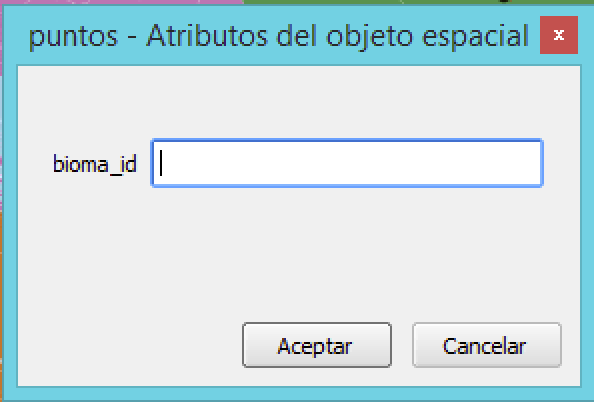 puntos - Atributos del objeto espacial x
bioma_id
Aceptar Cancelar